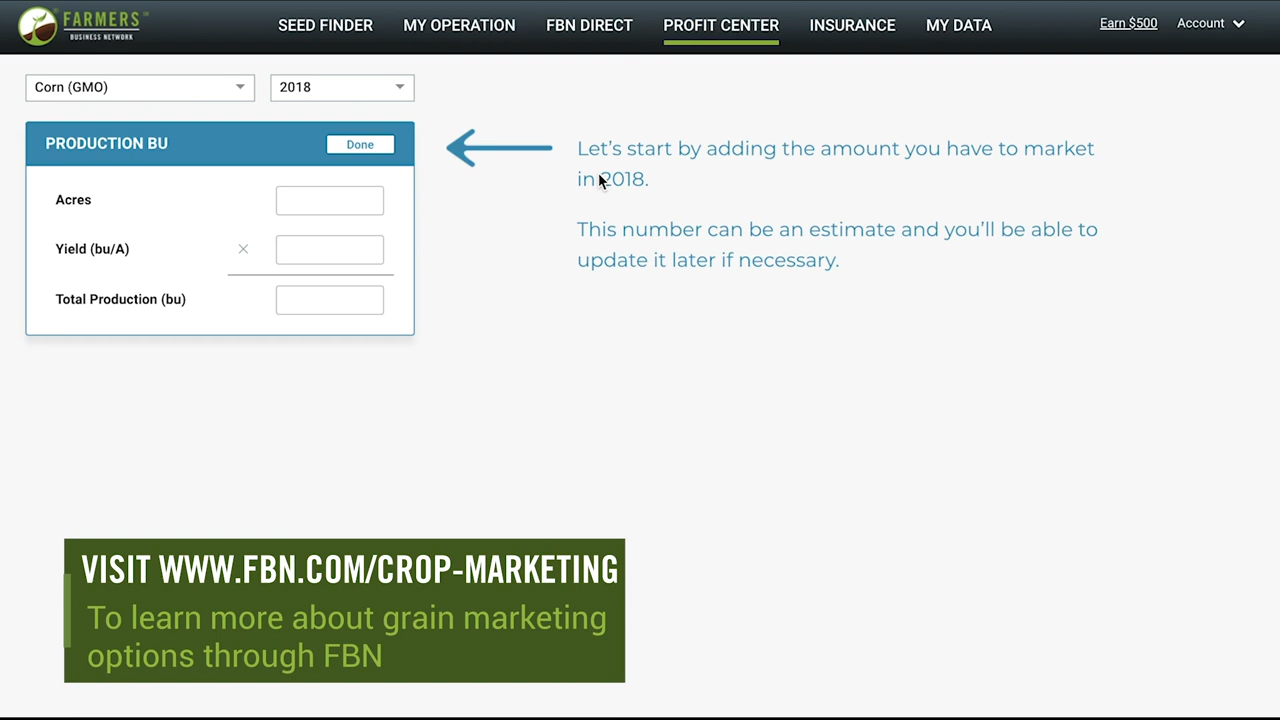 FARMERS
BUSINESS NETWORK
SEED FINDER
MY OPERATION
FBN DIRECT
PROFIT CENTER
INSURANCE
MY DATA
Earn $500
Account
Corn (GMO)
2018
PRODUCTION BU
Done
Acres
Yield (bu/A)
×
Total Production (bu)
Let's start by adding the amount you have to market
in 2018.
This number can be an estimate and you'll be able to
update it later if necessary.
VISIT WWW.FBN.COM/CROP-MARKETING
To learn more about grain marketing
options through FBN